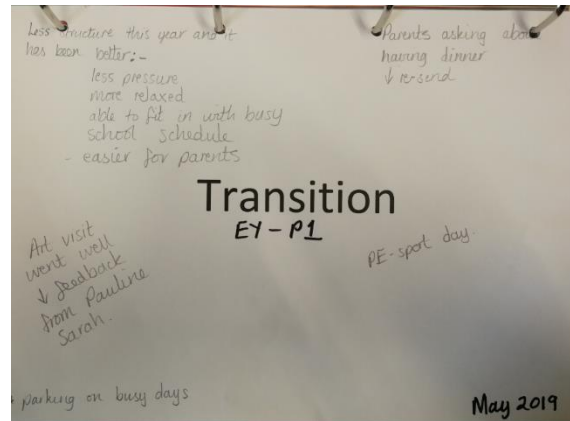 Less structure this year and it
has been better:-
less pressure
more relaxed
able to fit in with busy
school schedule
- easier for parents
Parents asking about
having dinner
↓ re-send
Transition
EY-P1
Art visit
went well
↓ feedback
from Pauline
Sarah.
PE-sport day.
parking on busy days
May 2019